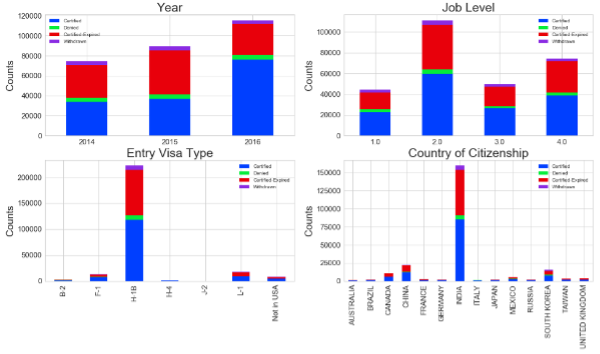 Year
Counts
120000
100000
80000
60000
40000
20000
0
2014
2015
2016
Certified
Denied
Certified-Expired
Withdrawn
Job Level
Counts
100000
80000
60000
40000
20000
0
1.0
2.0
3.0
4.0
Certified
Denied
Certified-Expired
Withdrawn
Entry Visa Type
Counts
200000
150000
100000
50000
0
B-2
F-1
H-1B
H-4
J-2
L-1
Not in USA
Certified
Denied
Certified-Expired
Withdrawn
Country of Citizenship
Counts
150000
125000
100000
75000
50000
25000
0
AUSTRALIA
BRAZIL
CANADA
CHINA
FRANCE
GERMANY
INDIA
ITALY
JAPAN
MEXICO
RUSSIA
SOUTH KOREA
TAIWAN
UNITED KINGDOM
Certified
Denied
Certified-Expired
Withdrawn